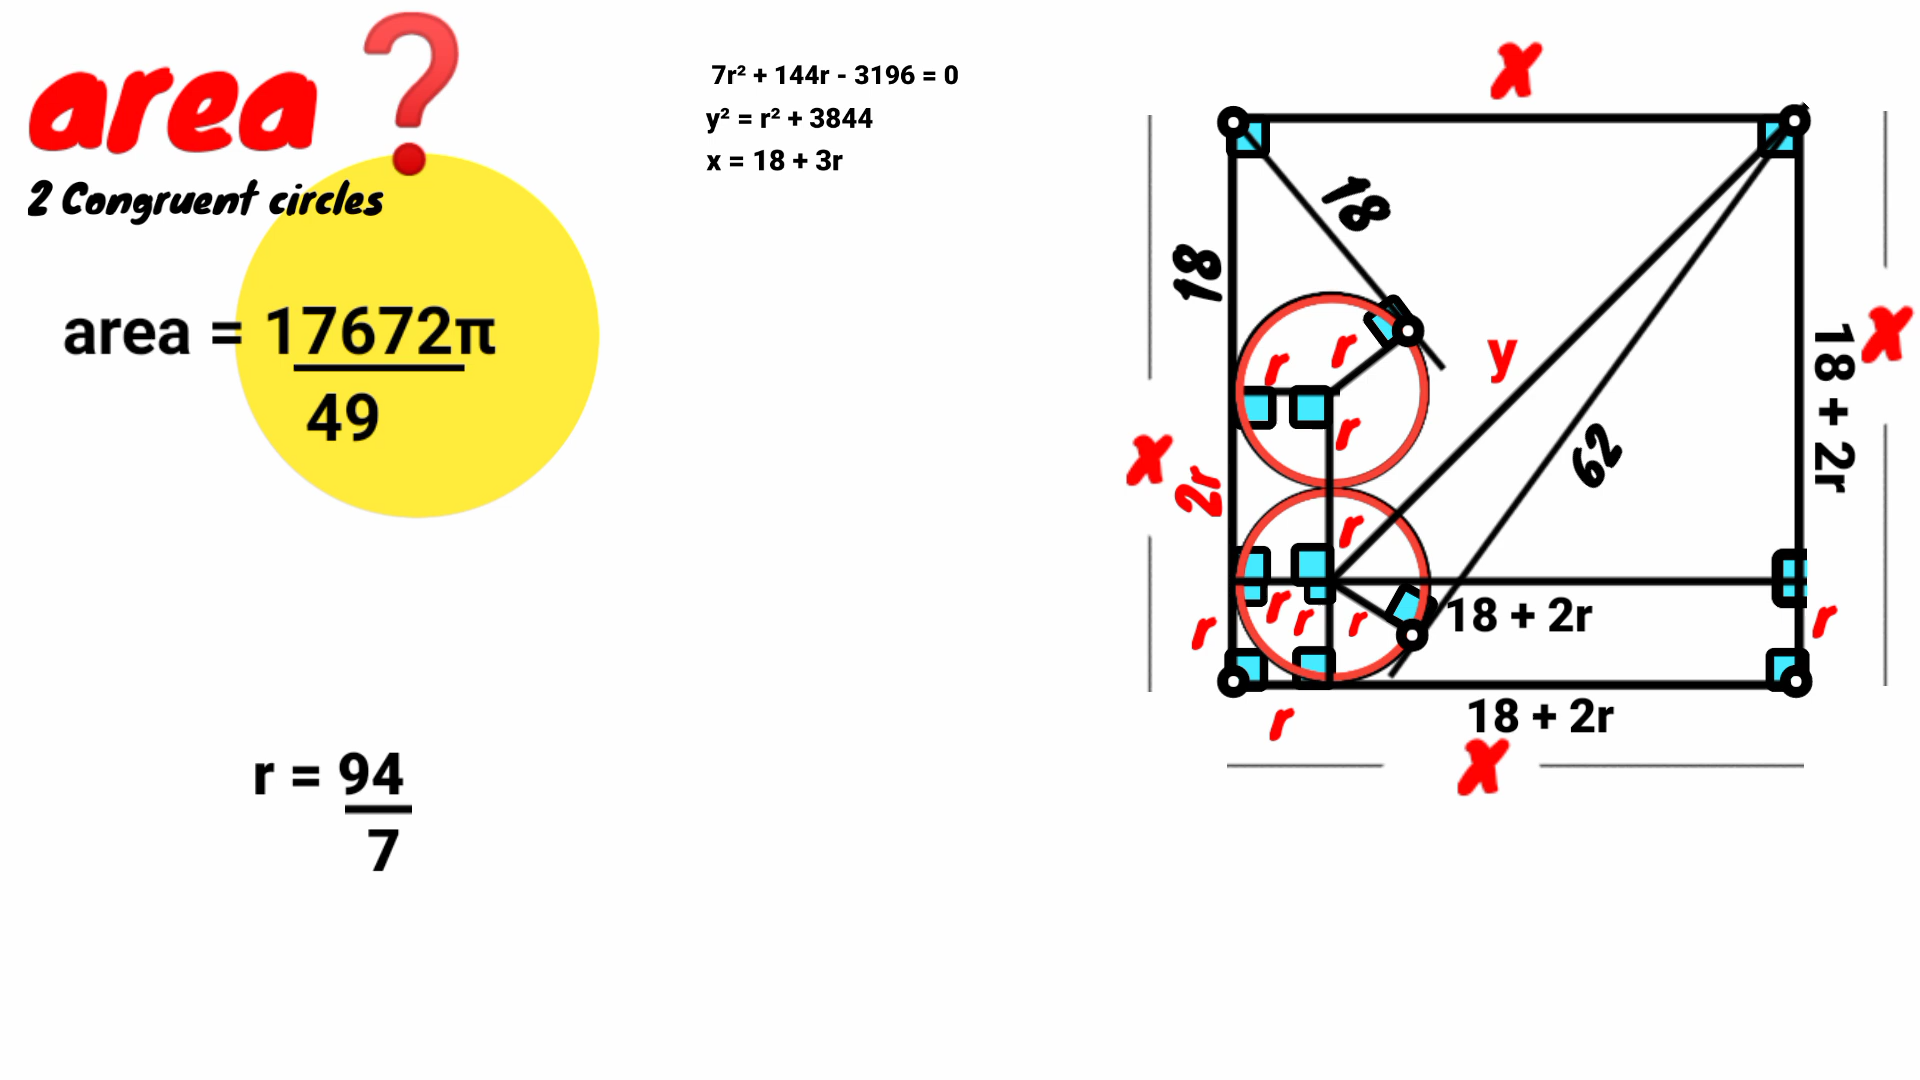 area ❓
2 Congruent circles
area = 17672π
49
r = 94
7
7r² + 144r - 3196 = 0
y² = r² + 3844
x = 18 + 3r
x
18
18
r
r
y
x
18 + 2r
r
62
x
2r
r
r
r
r
r
18 + 2r
r
r
18 + 2r
x